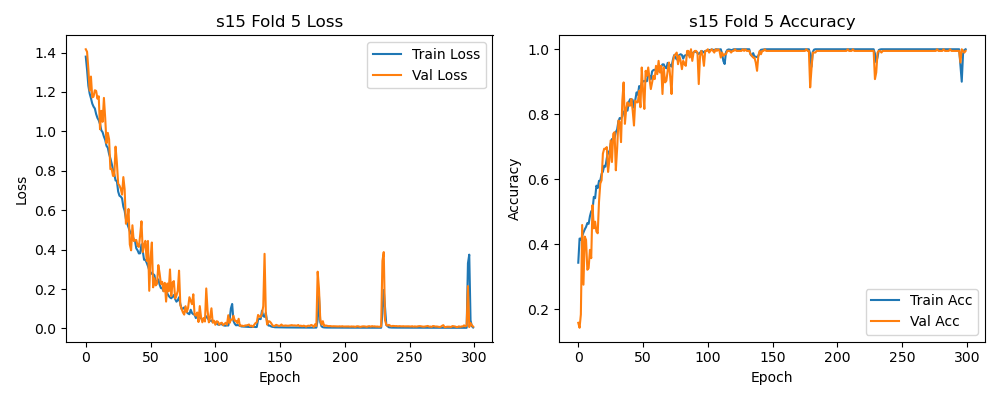 s15 Fold 5 Loss
Train Loss
Val Loss
1.4
1.2
1.0
0.8
0.6
0.4
0.2
0.0
Loss
0 50 100 150 200 250 300
Epoch
s15 Fold 5 Accuracy
1.0
0.8
0.6
0.4
0.2
Accuracy
Train Acc
Val Acc
0 50 100 150 200 250 300
Epoch